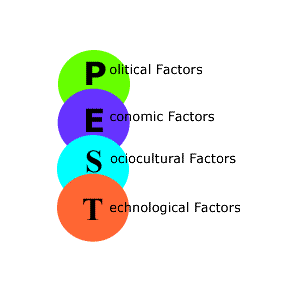 Political Factors
Economic Factors
Sociocultural Factors
Technological Factors